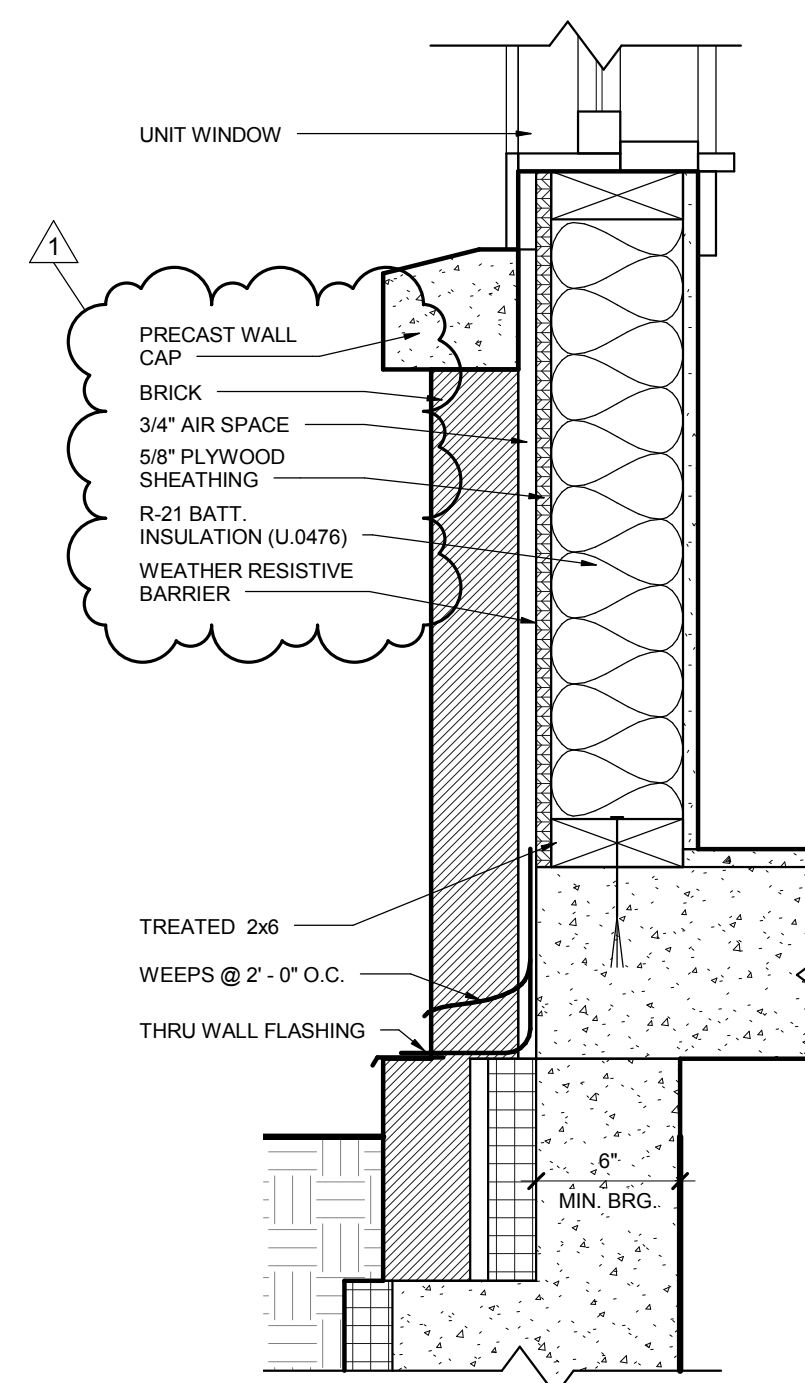 UNIT WINDOW
1
PRECAST WALL
CAP
BRICK
3/4" AIR SPACE
5/8" PLYWOOD
SHEATHING
R-21 BATT.
INSULATION (U.0476)
WEATHER RESISTIVE
BARRIER
TREATED 2x6
WEEPS @ 2' - 0" O.C.
THRU WALL FLASHING
6"
MIN. BRG.